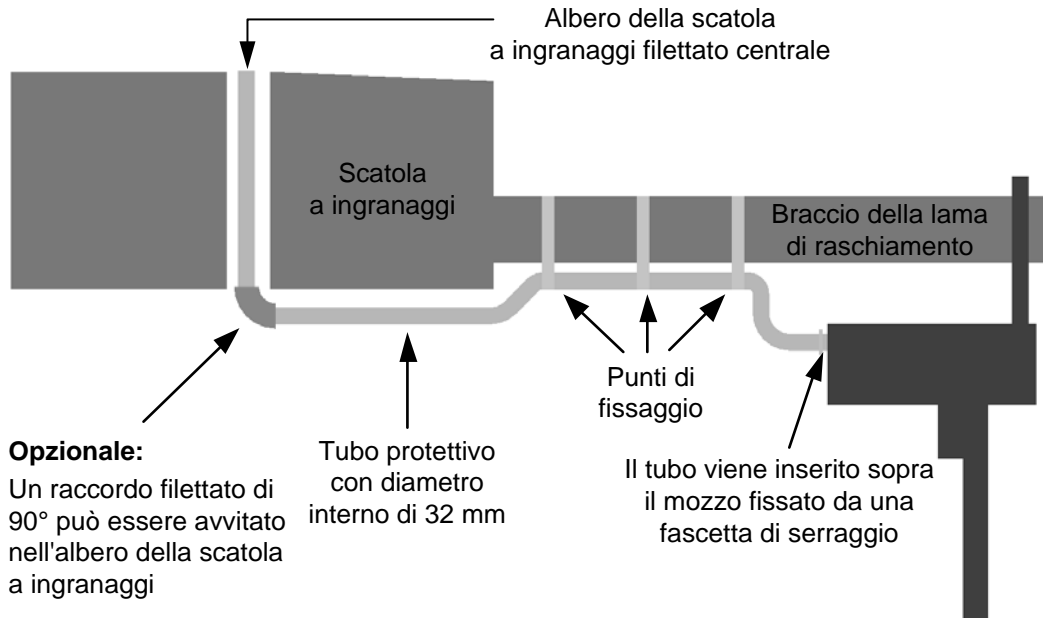 Albero della scatola
a ingranaggi filettato centrale
Scatola
a ingranaggi
Braccio della lama
di raschiamento
Punti di
fissaggio
Opzionale:
Un raccordo filettato di
90° può essere avvitato
nell'albero della scatola
a ingranaggi
Tubo protettivo
con diametro
interno di 32 mm
Il tubo viene inserito sopra
il mozzo fissato da una
fascetta di serraggio